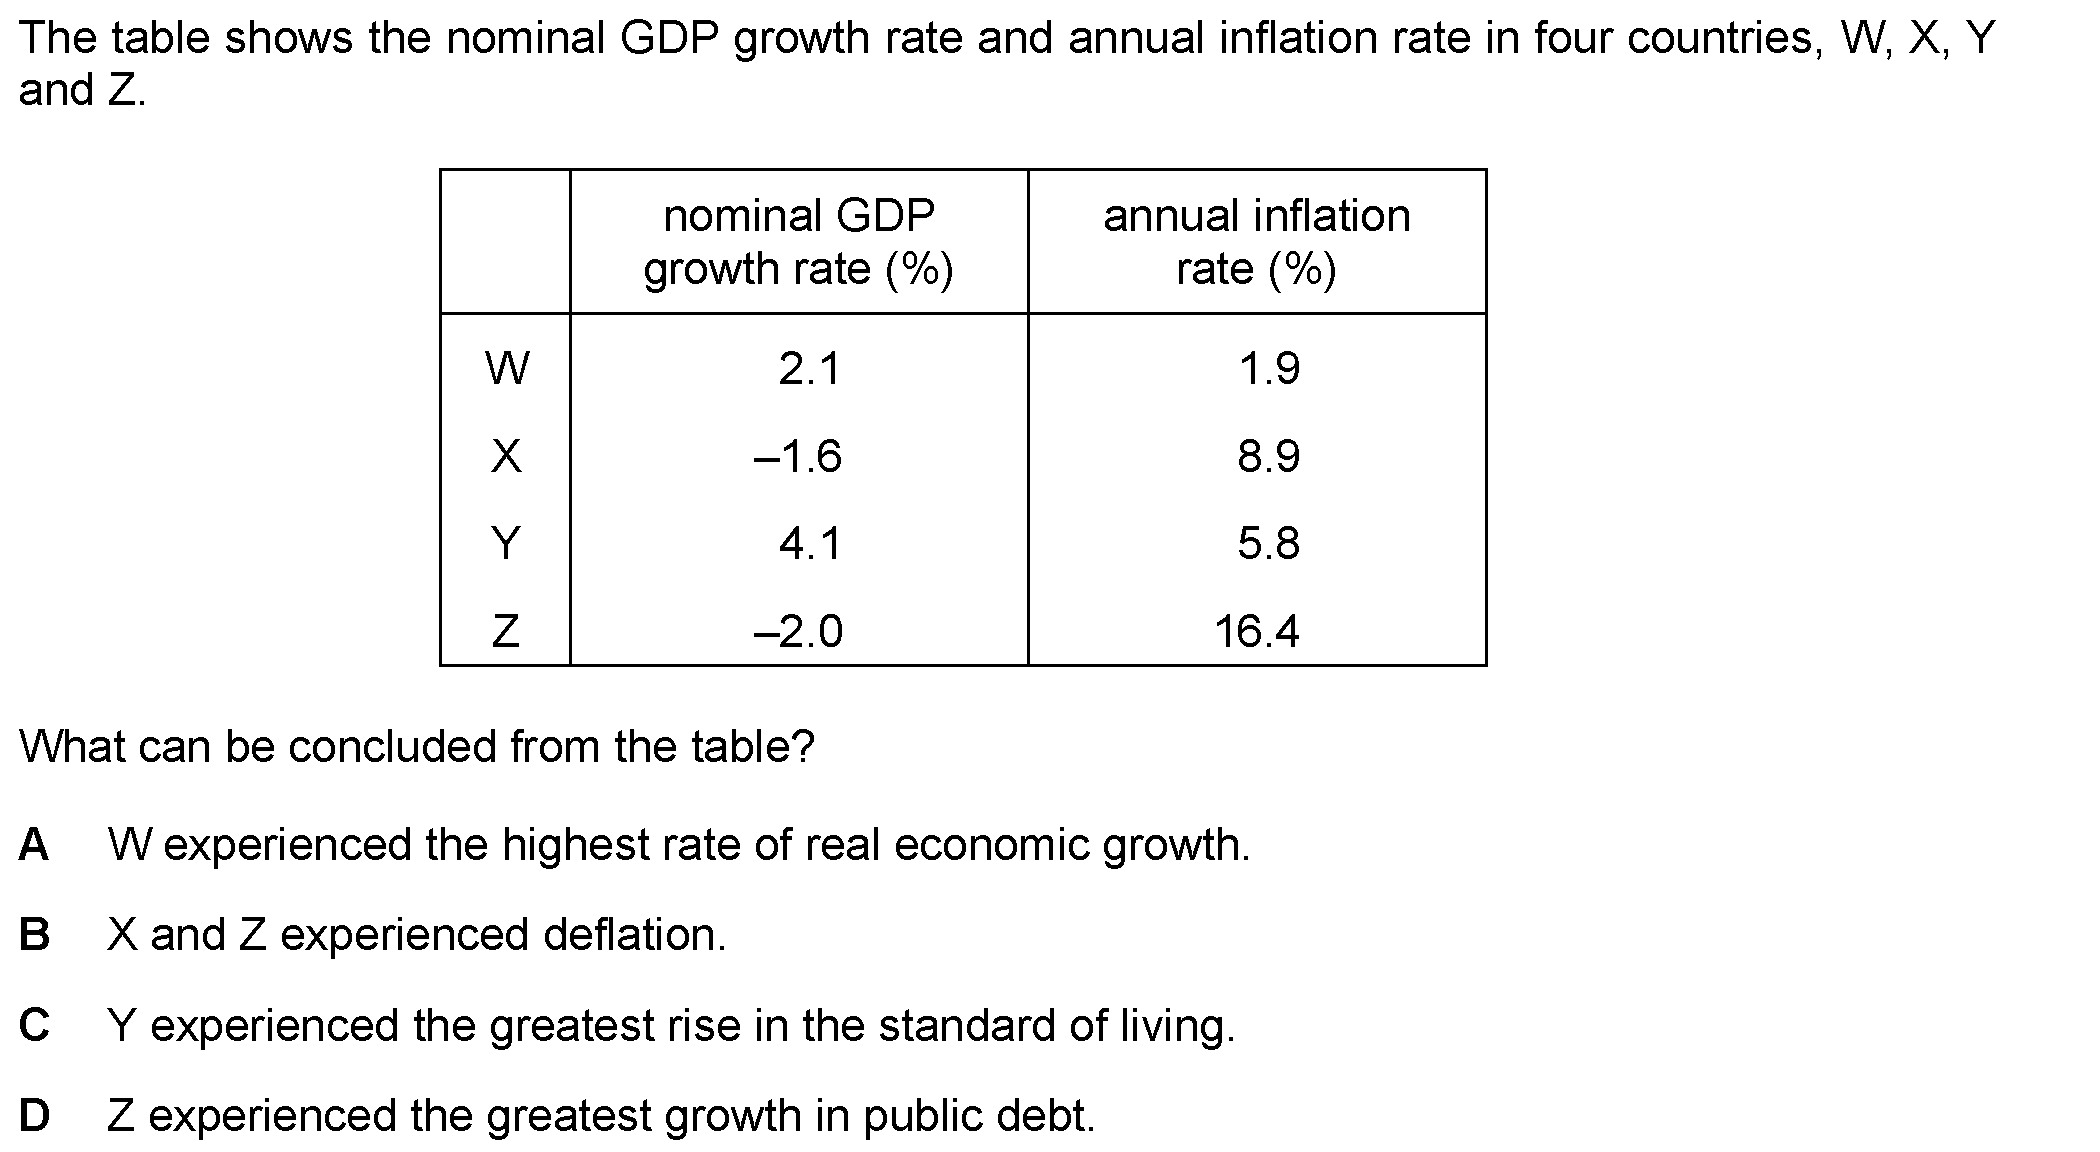 The table shows the nominal GDP growth rate and annual inflation rate in four countries, W, X, Y
and Z.
nominal GDP growth rate (%) annual inflation rate (%)
W 2.1 1.9
X –1.6 8.9
Y 4.1 5.8
Z –2.0 16.4
What can be concluded from the table?
A W experienced the highest rate of real economic growth.
B X and Z experienced deflation.
C Y experienced the greatest rise in the standard of living.
D Z experienced the greatest growth in public debt.